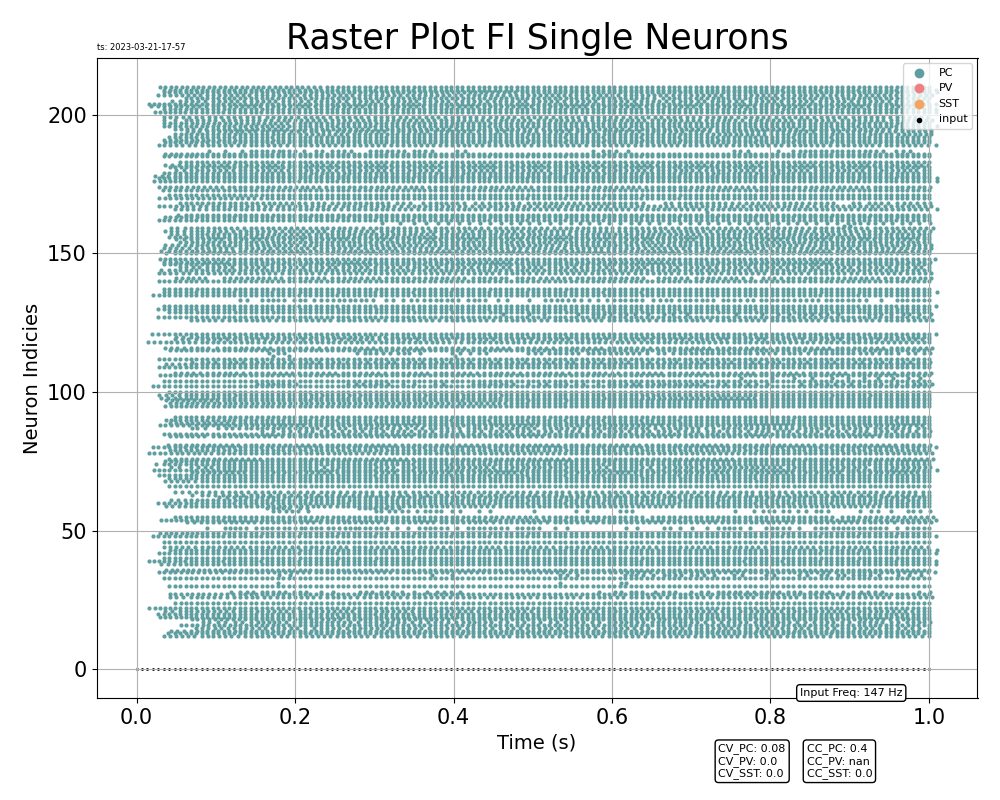 Raster Plot FI Single Neurons
ts: 2023-03-21-17-57
PC
PV
SST
input
200
150
100
50
0
Neuron Indicies
0.0 0.2 0.4 0.6 0.8 1.0
Time (s)
Input Freq: 147 Hz
CV_PC: 0.08
CV_PV: 0.0
CV_SST: 0.0
CC_PC: 0.4
CC_PV: nan
CC_SST: 0.0